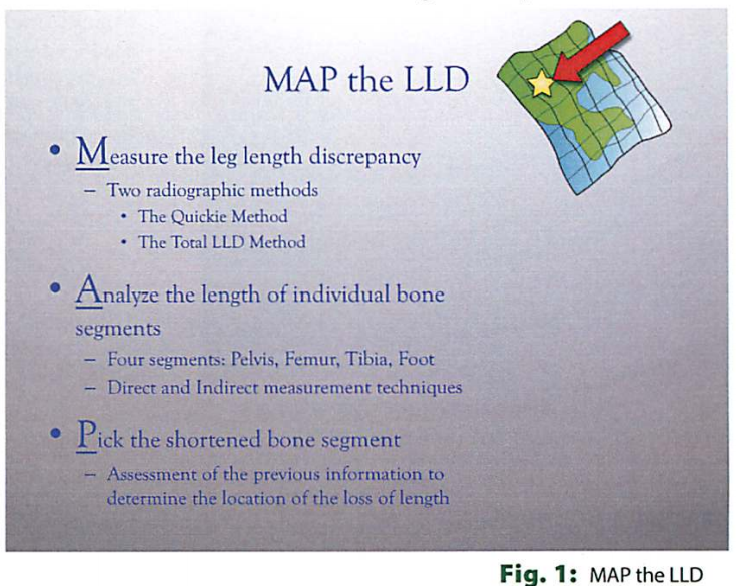 MAP the LLD
• Measure the leg length discrepancy
– Two radiographic methods
• The Quickie Method
• The Total LLD Method
• Analyze the length of individual bone
segments
– Four segments: Pelvis, Femur, Tibia, Foot
– Direct and Indirect measurement techniques
• Pick the shortened bone segment
– Assessment of the previous information to
determine the location of the loss of length
Fig. 1: MAP the LLD